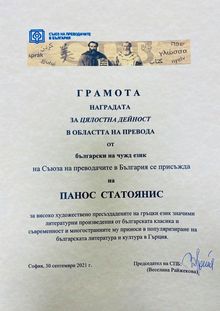 СЪЮЗ НА ПРЕВОДАЧИТЕ
В БЪЛГАРИЯ
ГРАМОТА
НАГРАДАТА
ЗА ЦЯЛОСТНА ДЕЙНОСТ
В ОБЛАСТТА НА ПРЕВОДА
от
български на чужд език
на Съюза на преводачите в България се присъжда
на
ПАНОС СТАТОЯНИС
за високо художествено пресъздаденните на гръцки език значими
литературни произведения от българската класика и
съвременност и многостранните му приноси в популяризиране на
българската литература и култура в Гърция.
София, 30 септември 2021 г.
Председател на СПБ:
(Веселина Райжекова)